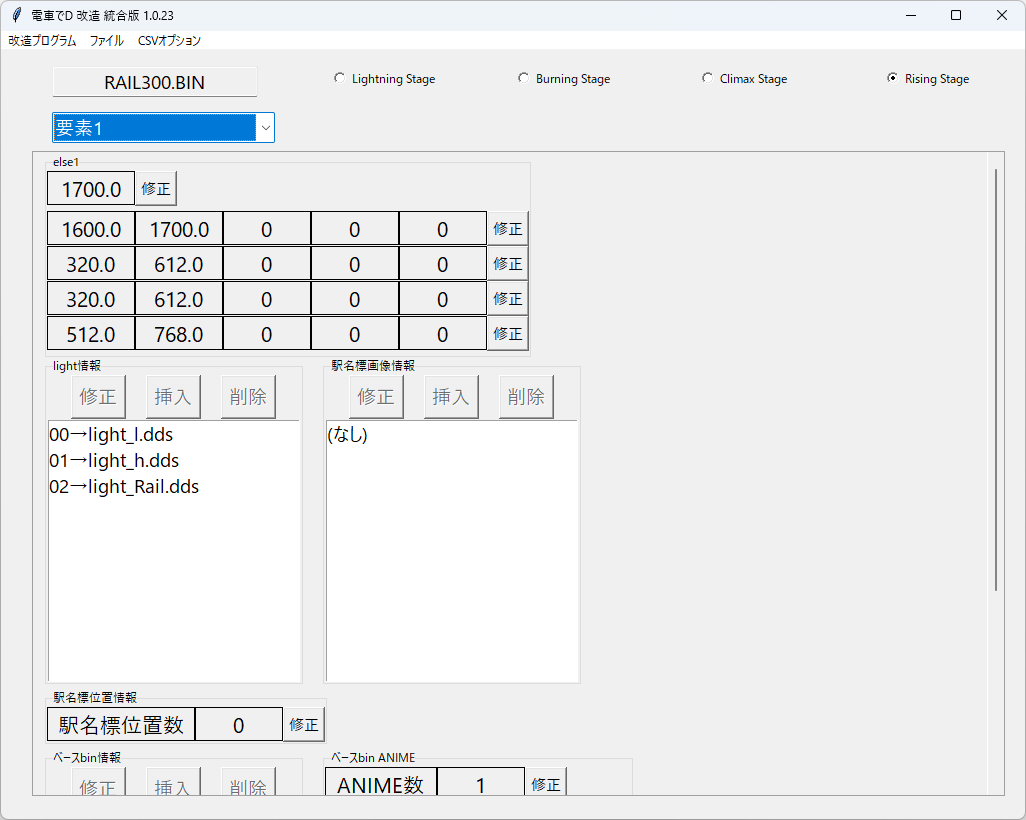 電車でD 改造 統合版 1.0.23
改造プログラム ファイル CSVオプション
RAIL300.BIN Lightning Stage Burning Stage Climax Stage Rising Stage
要素1
else1
1700.0 修正
1600.0 1700.0 0 0 0 修正
320.0 612.0 0 0 0 修正
320.0 612.0 0 0 0 修正
512.0 768.0 0 0 0 修正
light情報 駅名標画像情報
修正 挿入 削除 修正 挿入 削除
00→light_l.dds (なし)
01→light_h.dds
02→light_Rail.dds
駅名標位置情報
駅名標位置数 0 修正
ベースbin情報 ベースbin ANIME
修正 挿入 削除 ANIME数 1 修正